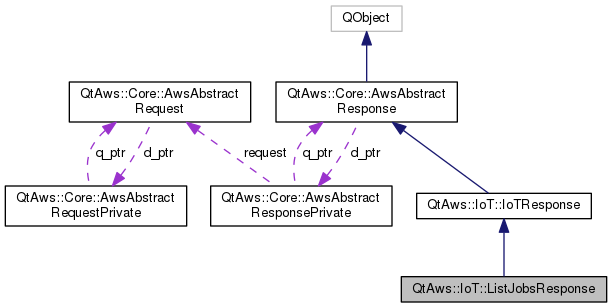 QObject
QtAws::Core::AwsAbstract
Request
QtAws::Core::AwsAbstract
Response
q_ptr
d_ptr
request
q_ptr
d_ptr
QtAws::Core::AwsAbstract
RequestPrivate
QtAws::Core::AwsAbstract
ResponsePrivate
QtAws::IoT::IoTResponse
QtAws::IoT::ListJobsResponse